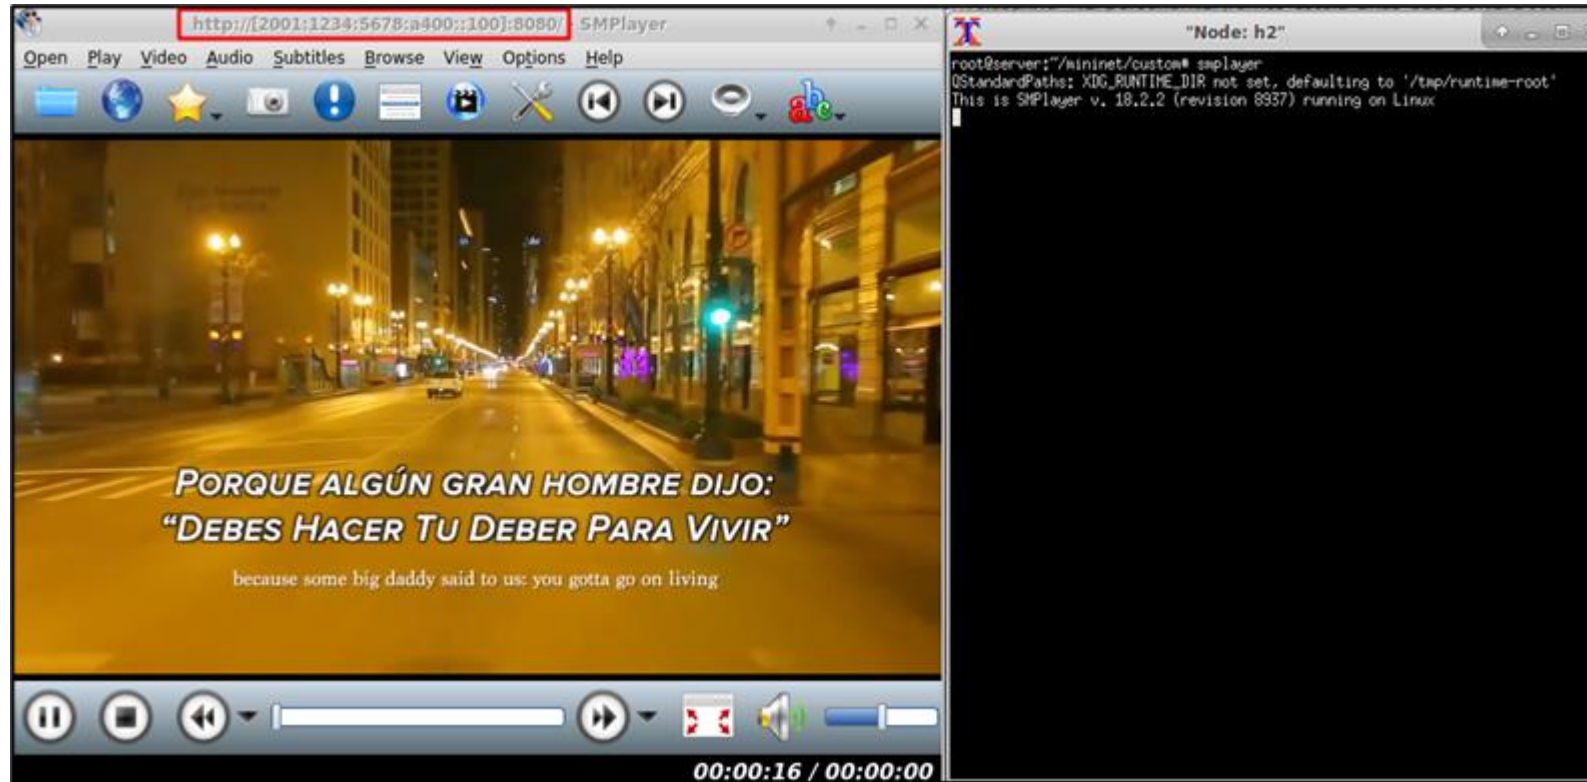 http://[2001:1234:5678:a400::100]:8080/ - SMPlayer
Open Play Video Audio Subtitles Browse View Options Help
abc
PORQUE ALGÚN GRAN HOMBRE DIJO:
“DEBES HACER TU DEBER PARA VIVIR”
because some big daddy said to us: you gotta go on living
00:00:16 / 00:00:00
"Node: h2"
root@server:~/mininet/custom# smplayer
QStandardPaths: XDG_RUNTIME_DIR not set, defaulting to '/tmp/runtime-root'
This is SMPlayer v. 18.2.2 (revision 8937) running on Linux